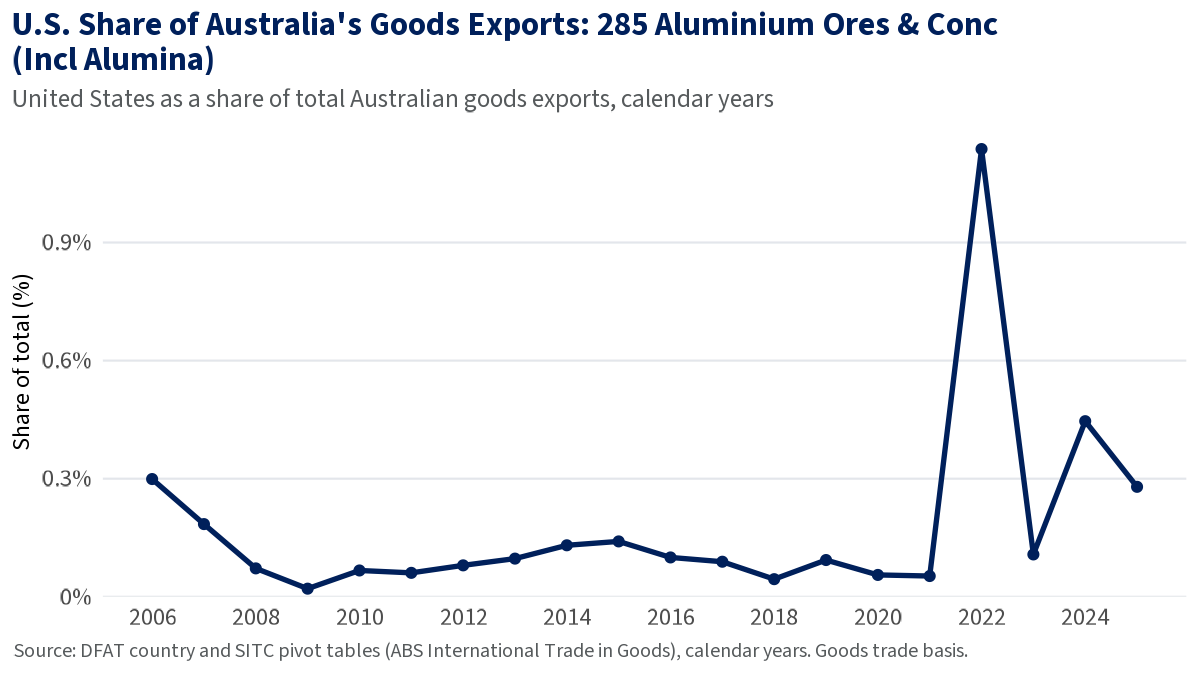 U.S. Share of Australia's Goods Exports: 285 Aluminium Ores & Conc
(Incl Alumina)
United States as a share of total Australian goods exports, calendar years
Share of total (%)
0.9%
0.6%
0.3%
0%
2006 2008 2010 2012 2014 2016 2018 2020 2022 2024
Source: DFAT country and SITC pivot tables (ABS International Trade in Goods), calendar years. Goods trade basis.